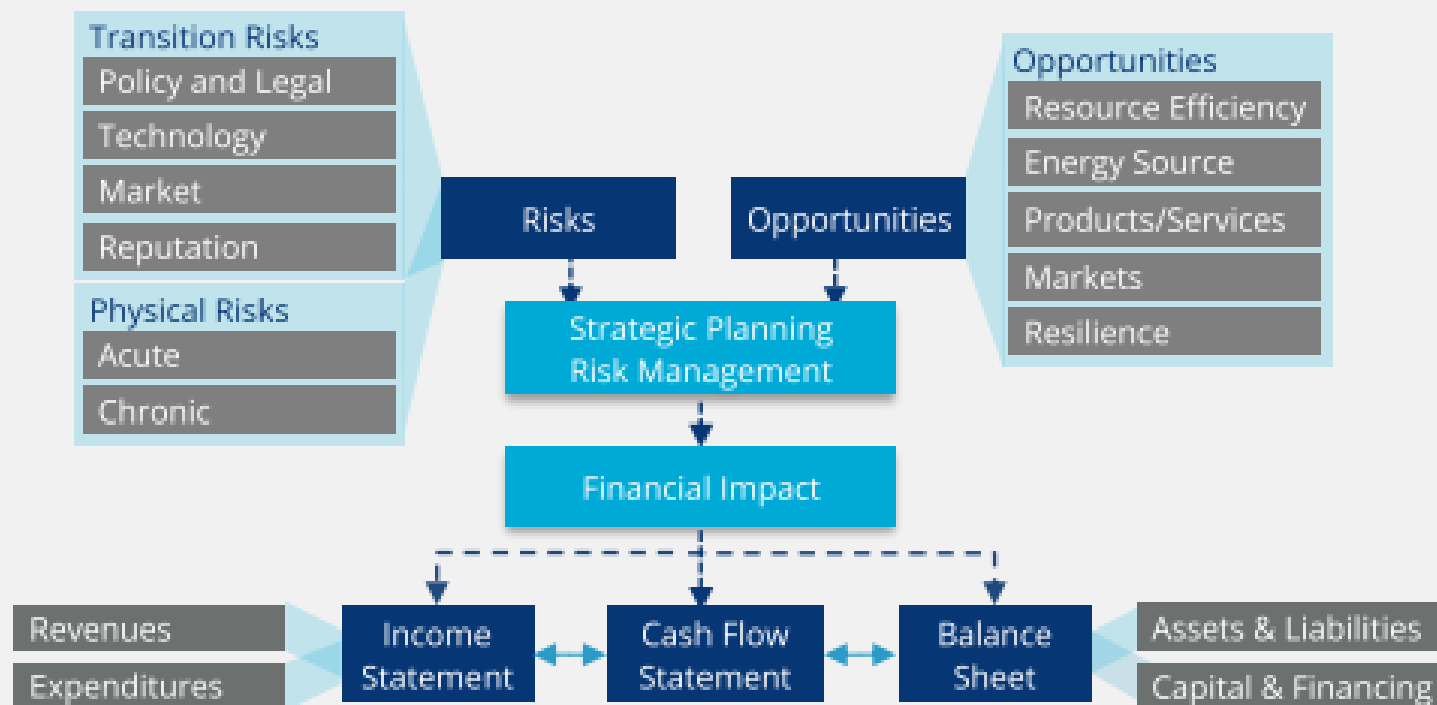 Transition Risks
Policy and Legal
Technology
Market
Reputation
Physical Risks
Acute
Chronic
Risks
Opportunities
Opportunities
Resource Efficiency
Energy Source
Products/Services
Markets
Resilience
Strategic Planning
Risk Management
Financial Impact
Revenues
Expenditures
Income
Statement
Cash Flow
Statement
Balance
Sheet
Assets & Liabilities
Capital & Financing